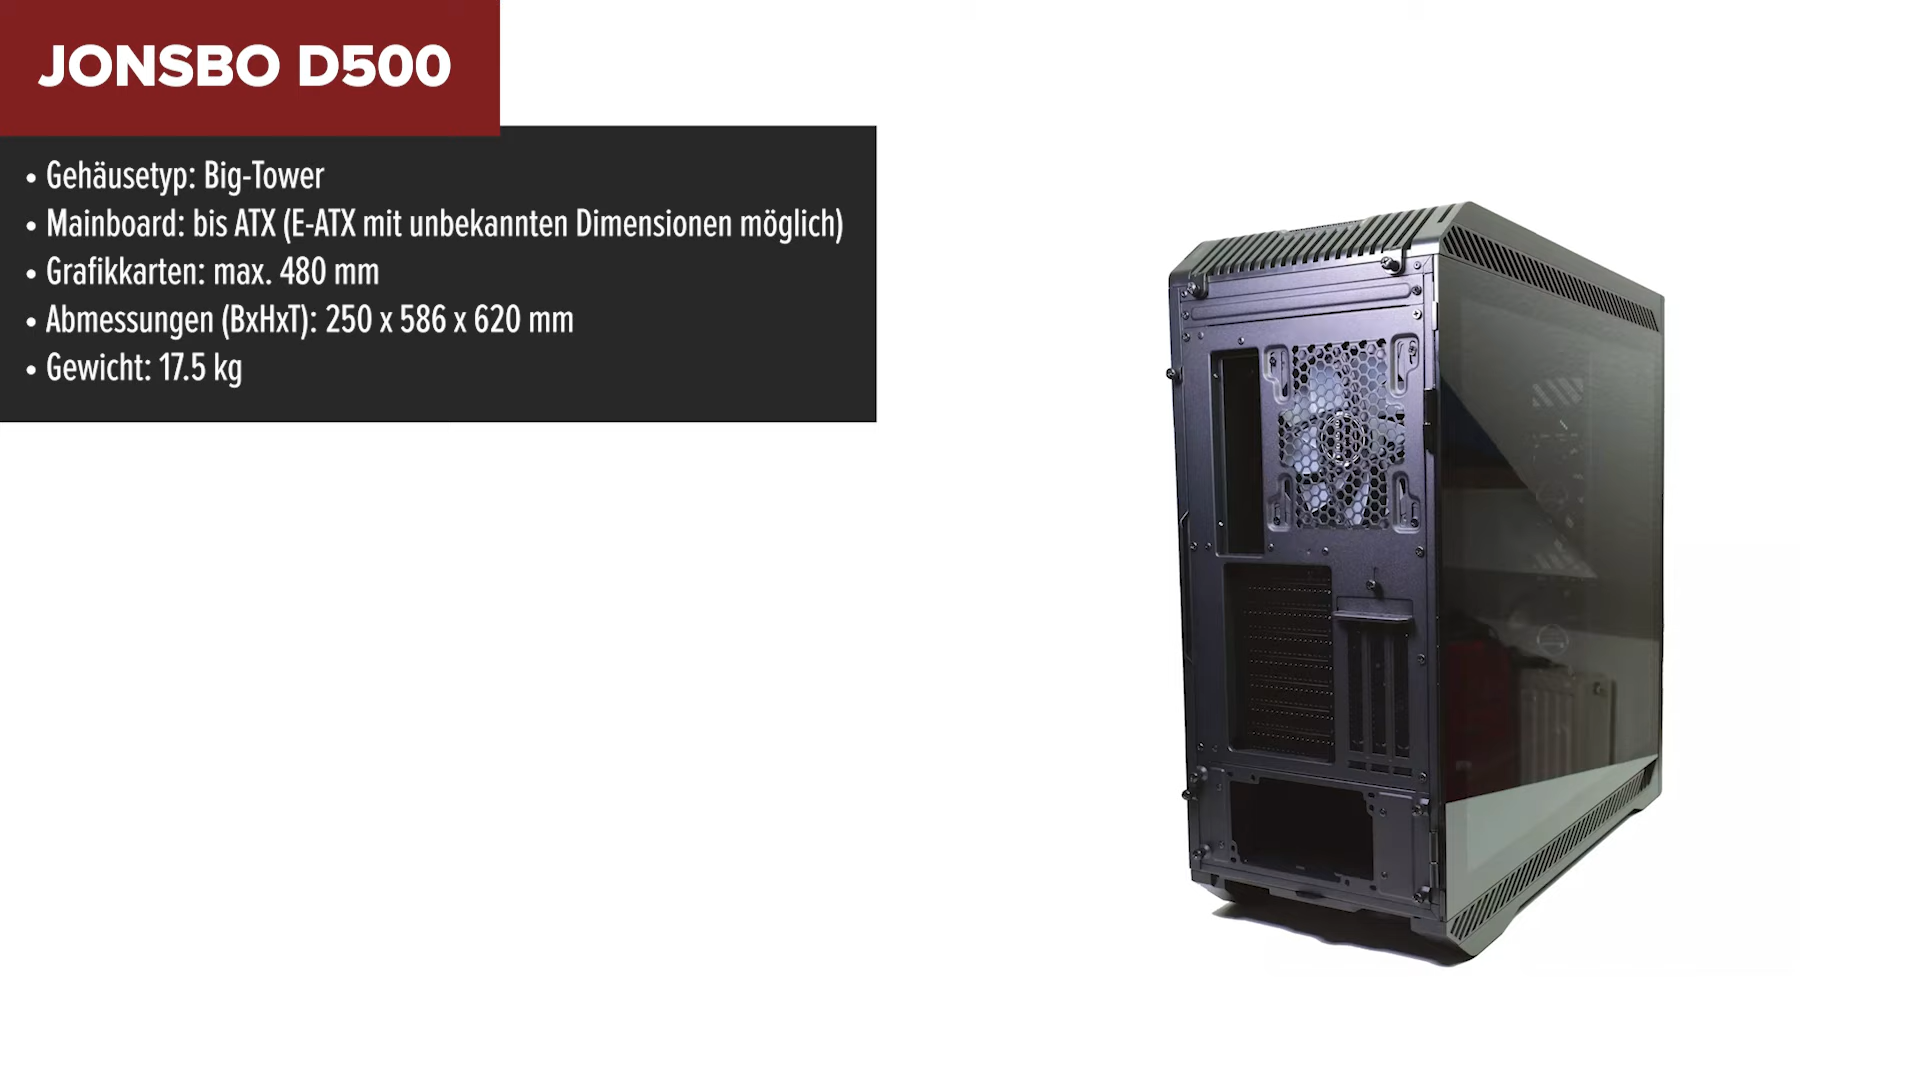 JONSBO D500
• Gehäusetyp: Big-Tower
• Mainboard: bis ATX (E-ATX mit unbekannten Dimensionen möglich)
• Grafikkarten: max. 480 mm
• Abmessungen (BxHxT): 250 x 586 x 620 mm
• Gewicht: 17.5 kg